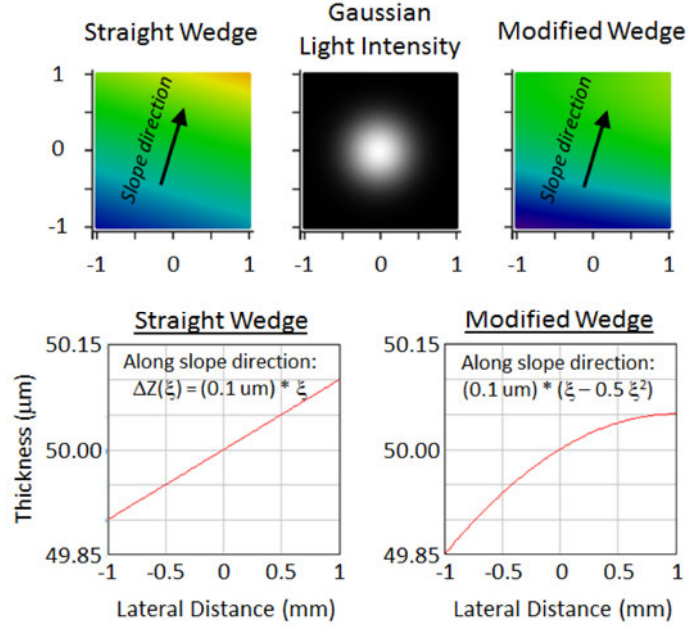 Straight Wedge
Gaussian
Light Intensity
Modified Wedge
1
0
-1
Slope direction
Slope direction
-1 0 1
-1 0 1
-1 0 1
Straight Wedge
Modified Wedge
50.15
50.00
49.85
Along slope direction:
ΔZ(ξ) = (0.1 um) * ξ
50.15
50.00
49.85
Along slope direction:
(0.1 um) * (ξ – 0.5 ξ²)
Thickness (μm)
-1 -0.5 0 0.5 1
-1 -0.5 0 0.5 1
Lateral Distance (mm)
Lateral Distance (mm)